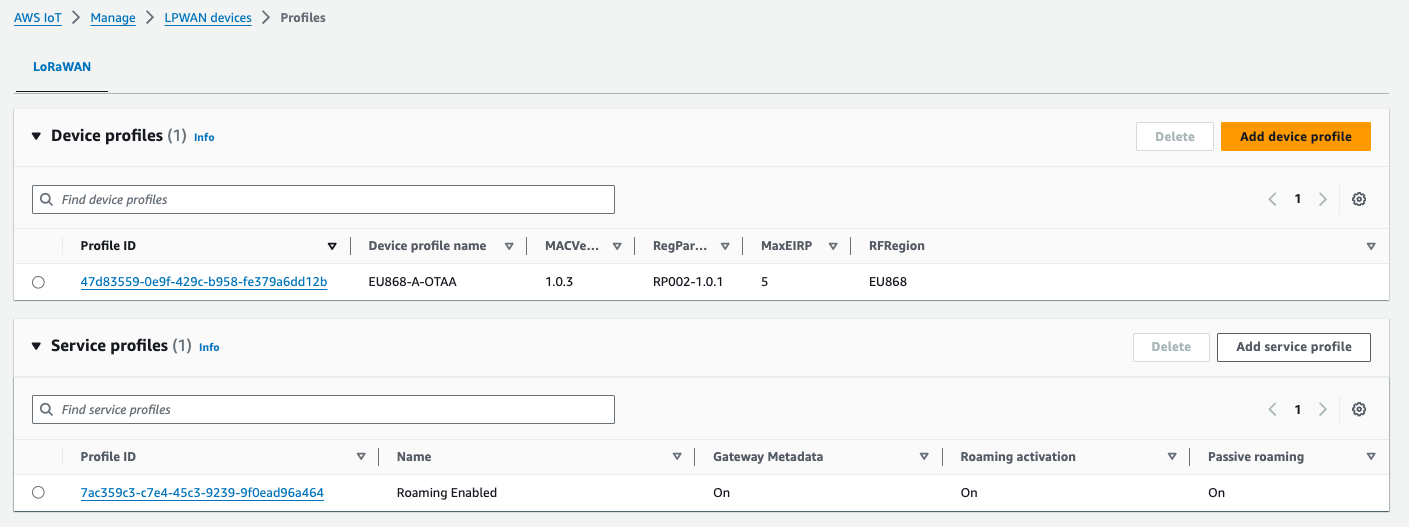 AWS IoT > Manage > LPWAN devices > Profiles
LoRaWAN
Device profiles (1) Info Delete Add device profile
Find device profiles 1
Profile ID Device profile name MACVe... RegPar... MaxEIRP RFRegion
47d83559-0e9f-429c-b958-fe379a6dd12b EU868-A-OTAA 1.0.3 RP002-1.0.1 5 EU868
Service profiles (1) Info Delete Add service profile
Find service profiles 1
Profile ID Name Gateway Metadata Roaming activation Passive roaming
7ac359c3-c7e4-45c3-9239-9f0ead96a464 Roaming Enabled On On On